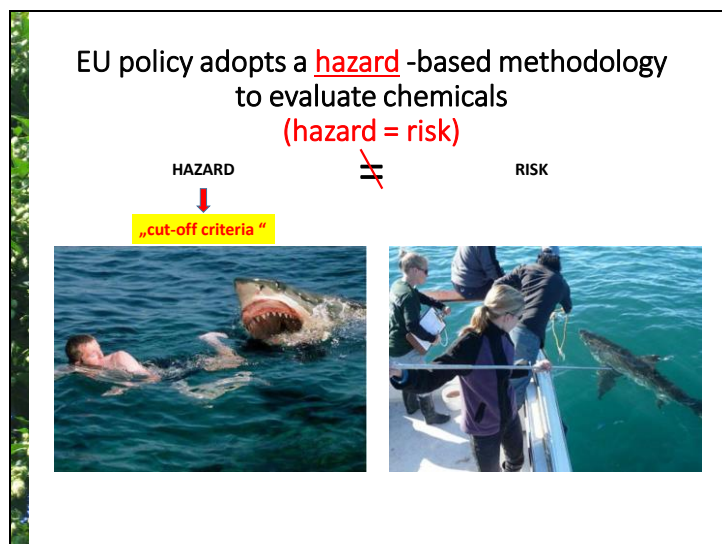 EU policy adopts a hazard -based methodology
to evaluate chemicals
(hazard = risk)
HAZARD ≠ RISK
„cut-off criteria “